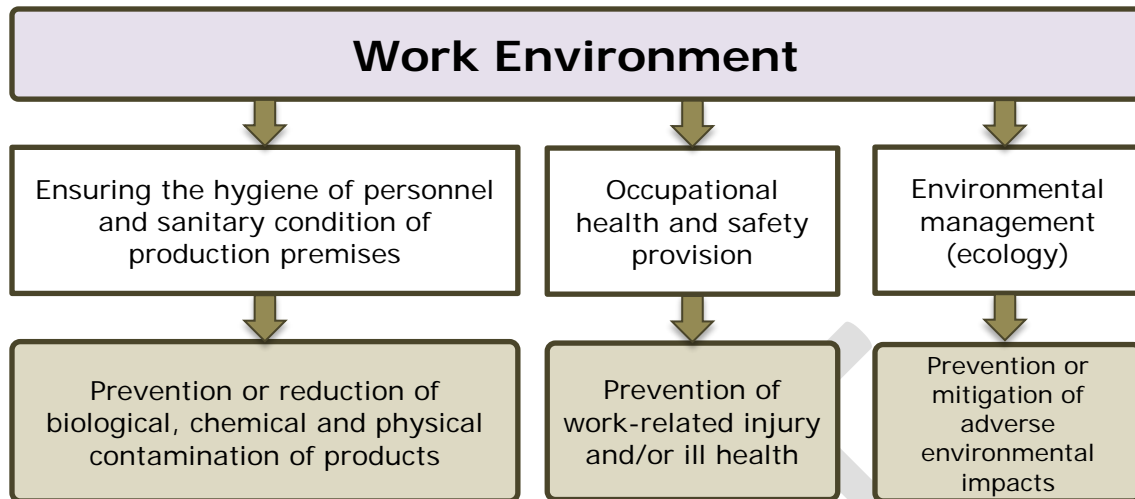 Work Environment
Ensuring the hygiene of personnel
and sanitary condition of
production premises
Occupational
health and safety
provision
Environmental
management
(ecology)
Prevention or reduction of
biological, chemical and physical
contamination of products
Prevention of
work-related injury
and/or ill health
Prevention or
mitigation of
adverse
environmental
impacts